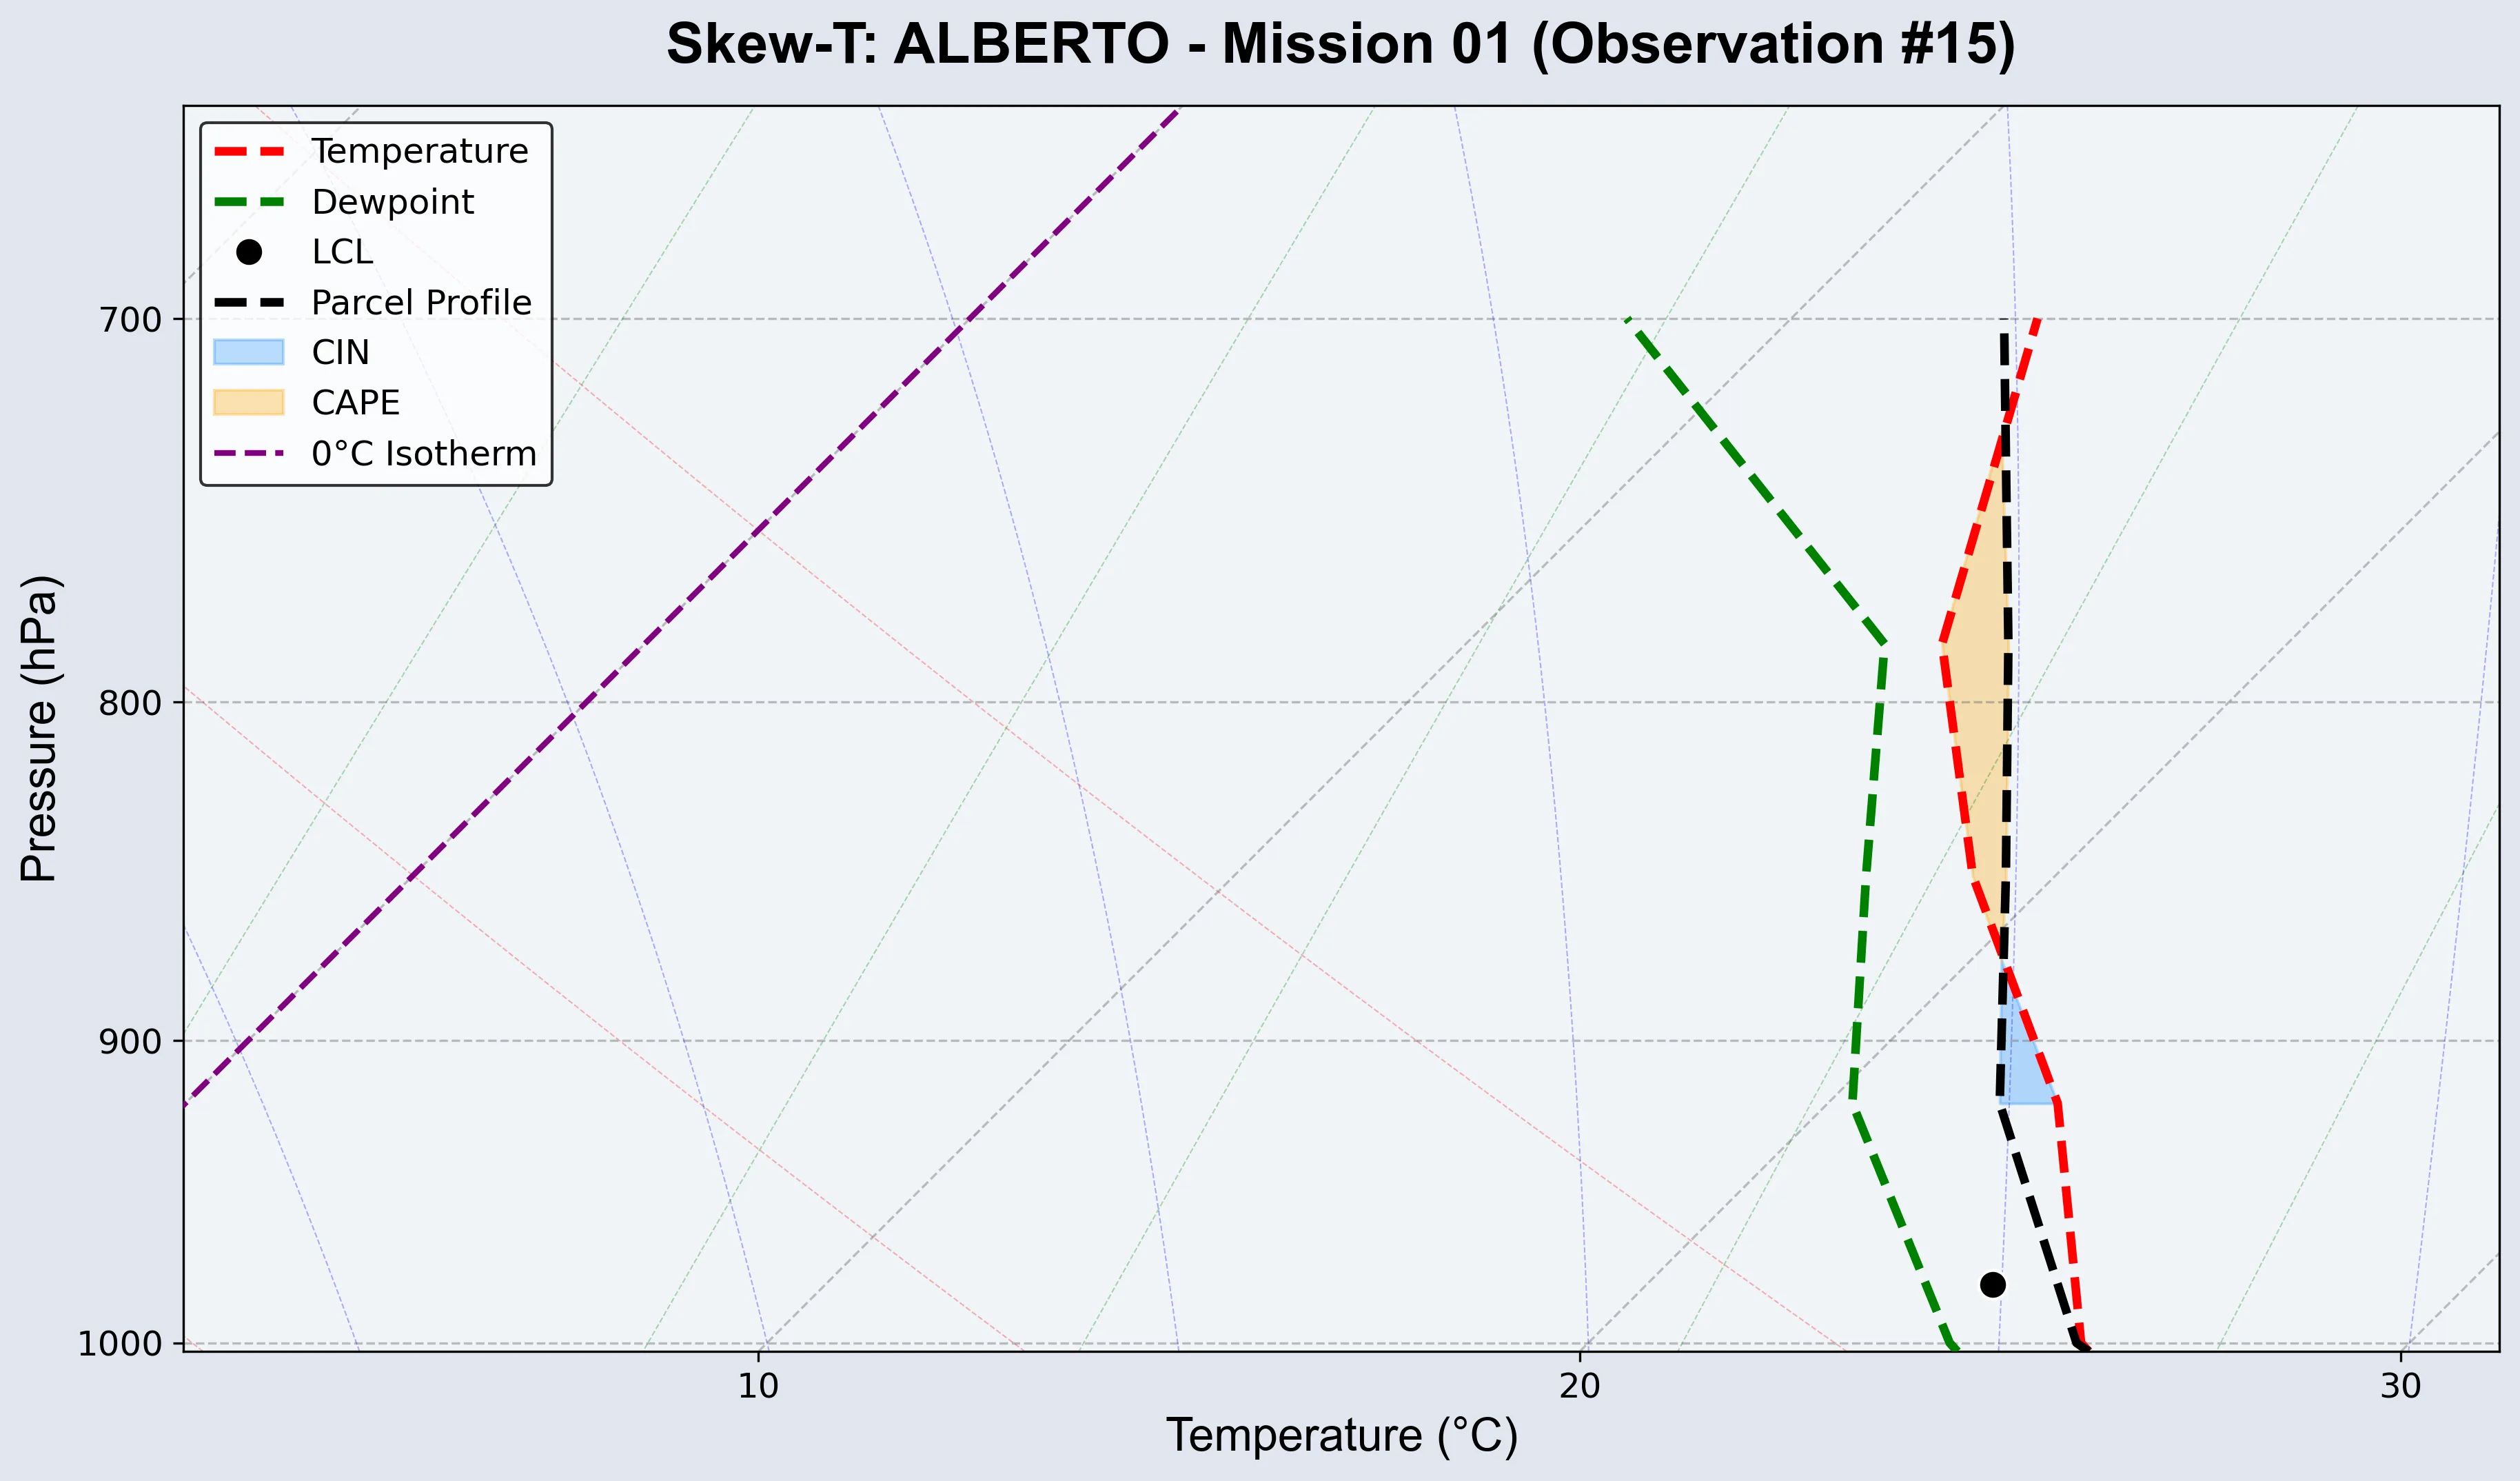 Skew-T: ALBERTO - Mission 01 (Observation #15)
Temperature
Dewpoint
LCL
Parcel Profile
CIN
CAPE
0°C Isotherm
Pressure (hPa)
700
800
900
1000
10 20 30
Temperature (°C)